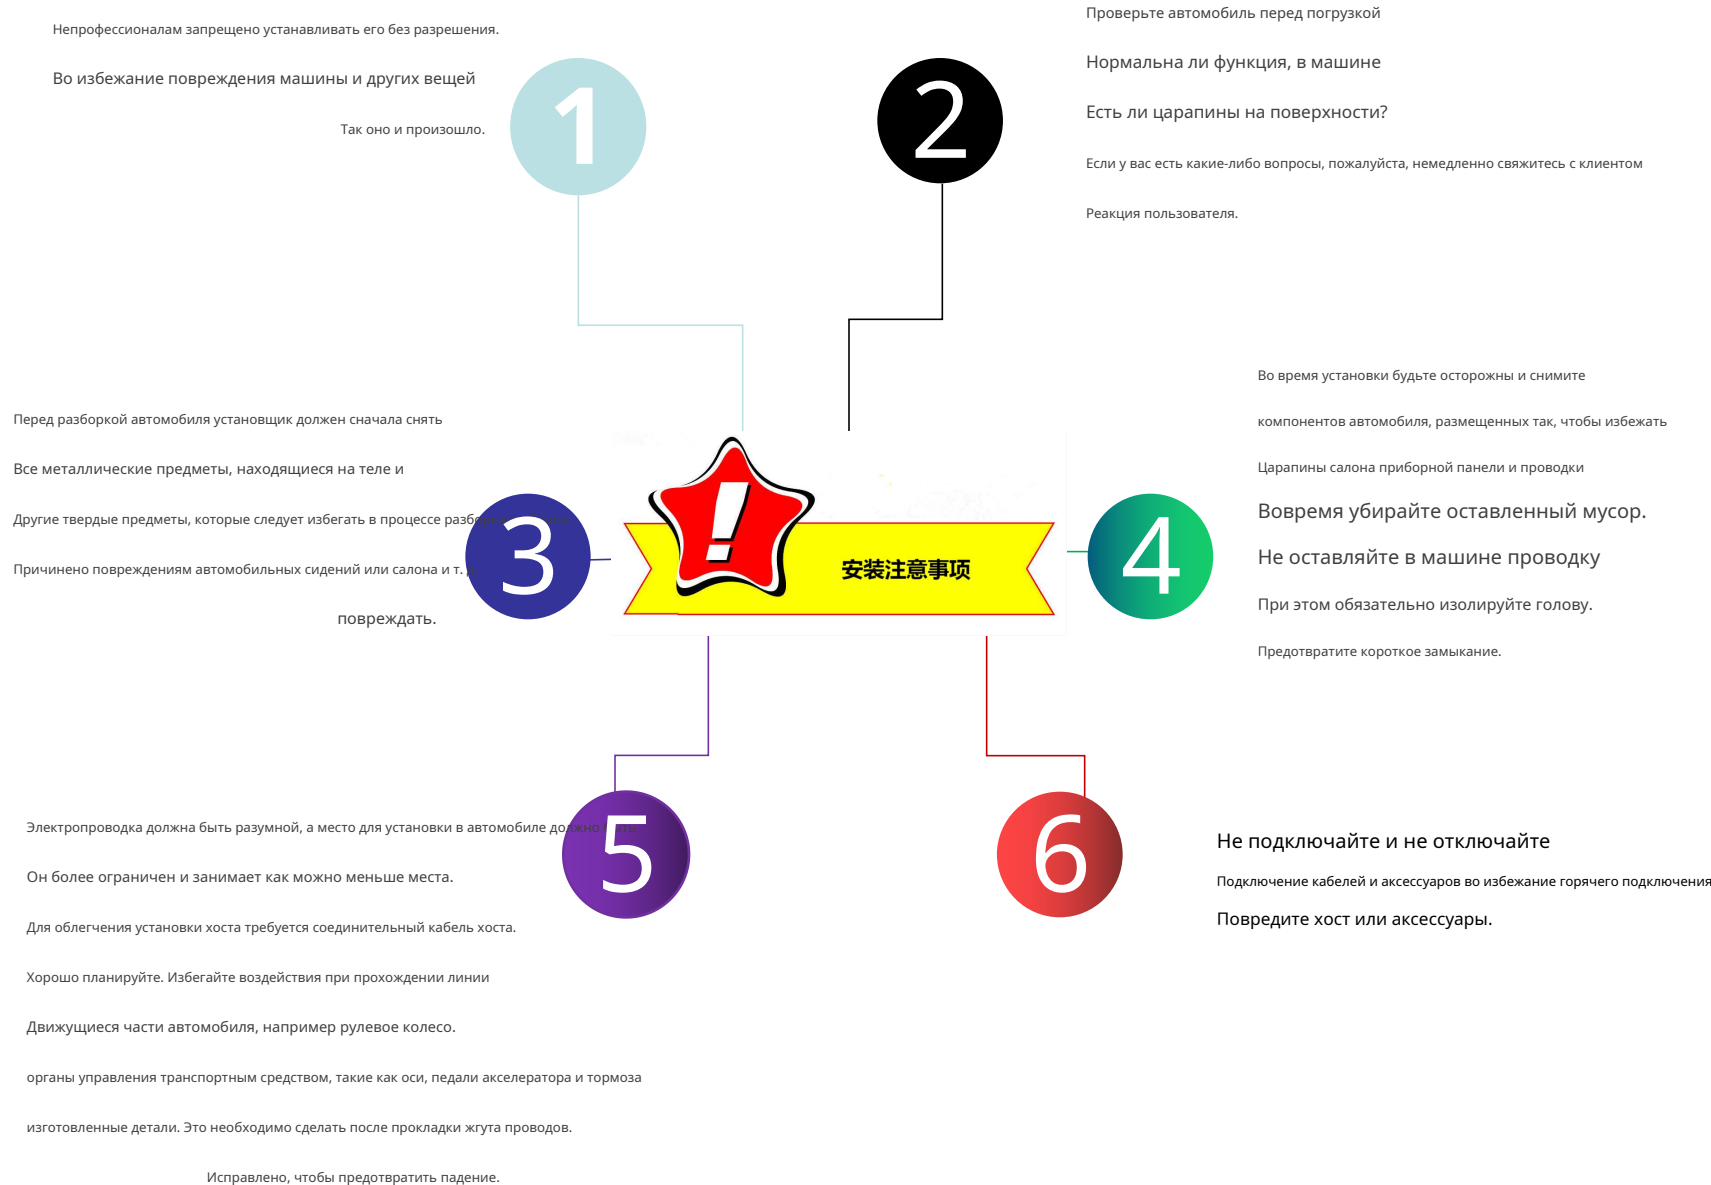 Непрофессионалам запрещено устанавливать его без разрешения.
Во избежание повреждения машины и других вещей
Так оно и произошло.
1
2
Проверьте автомобиль перед погрузкой
Нормальна ли функция, в машине
Есть ли царапины на поверхности?
Если у вас есть какие-либо вопросы, пожалуйста, немедленно свяжитесь с клиентом
Реакция пользователя.
Перед разборкой автомобиля установщик должен сначала снять
Все металлические предметы, находящиеся на теле и
Другие твердые предметы, которые следует избегать в процессе
Причинено повреждениям автомобильных сидений или салона и т. д.
повреждать.
3
!
安装注意事项
4
Во время установки будьте осторожны и снимите
компонентов автомобиля, размещенных так, чтобы избежать
Царапины салона приборной панели и проводки
Вовремя убирайте оставленный мусор.
Не оставляйте в машине проводку
При этом обязательно изолируйте голову.
Предотвратите короткое замыкание.
Электропроводка должна быть разумной, а место для установки в автомобиле должно быть
Он более ограничен и занимает как можно меньше места.
Для облегчения установки хоста требуется соединительный кабель хоста.
Хорошо планируйте. Избегайте воздействия при прохождении линии
Движущиеся части автомобиля, например рулевое колесо.
органы управления транспортным средством, такие как оси, педали акселератора и тормоза
изготовленные детали. Это необходимо сделать после прокладки жгута проводов.
Исправлено, чтобы предотвратить падение.
5
6
Не подключайте и не отключайте
Подключение кабелей и аксессуаров во избежание горячего подключения
Повредите хост или аксессуары.